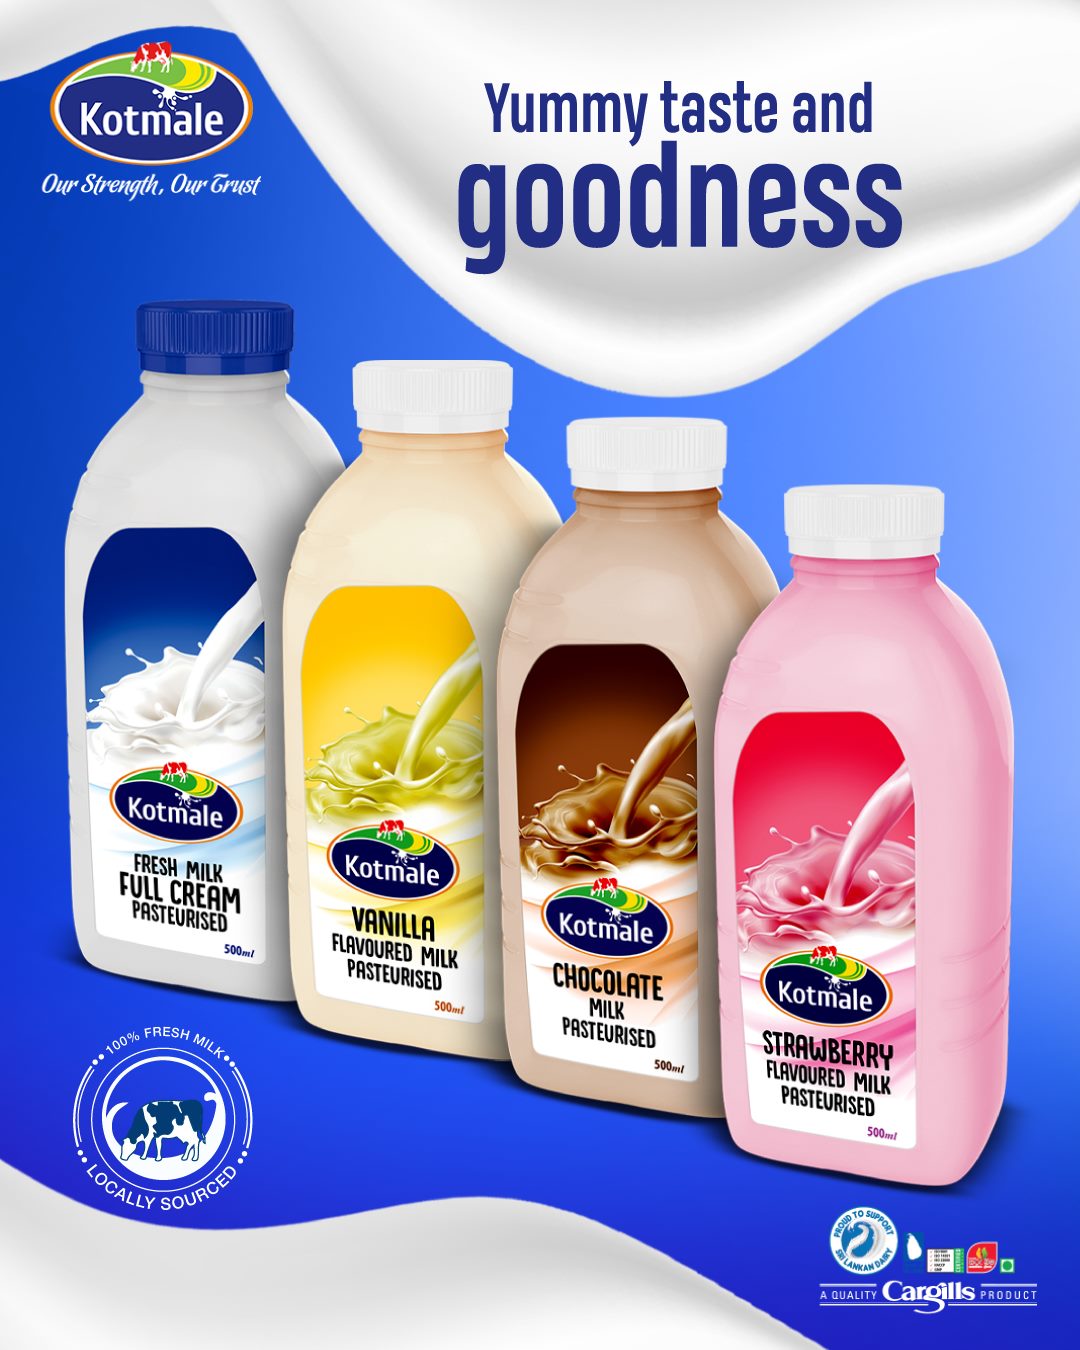 Kotmale
Our Strength, Our Trust
Yummy taste and
goodness
Kotmale
FRESH MILK
FULL CREAM
PASTEURISED
500ml
Kotmale
VANILLA
FLAVOURED MILK
PASTEURISED
500ml
Kotmale
CHOCOLATE
MILK
PASTEURISED
500ml
Kotmale
STRAWBERRY
FLAVOURED MILK
PASTEURISED
500ml
100% FRESH MILK
LOCALLY SOURCED
PROUD TO SUPPORT
SRI LANKAN DAIRY
CERTIFIED
A QUALITY Cargills PRODUCT